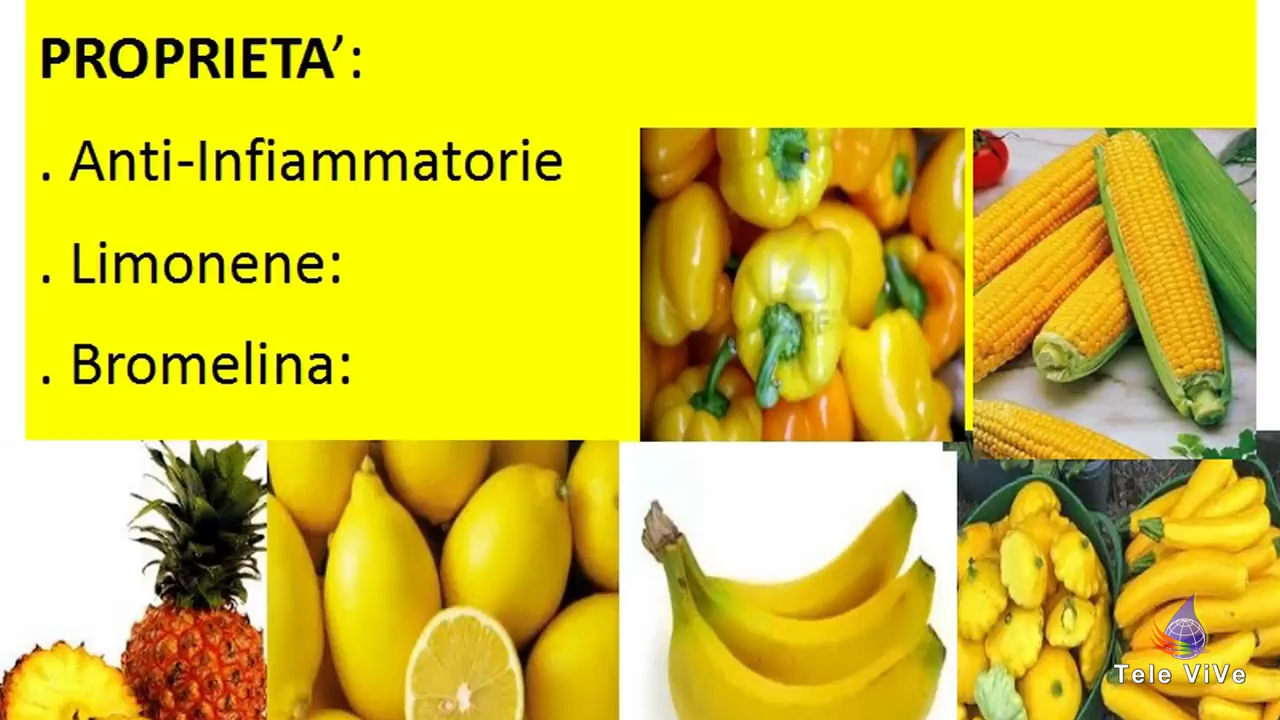 PROPRIETA’:
. Anti-Infiammatorie
. Limonene:
. Bromelina:
Tele ViVe